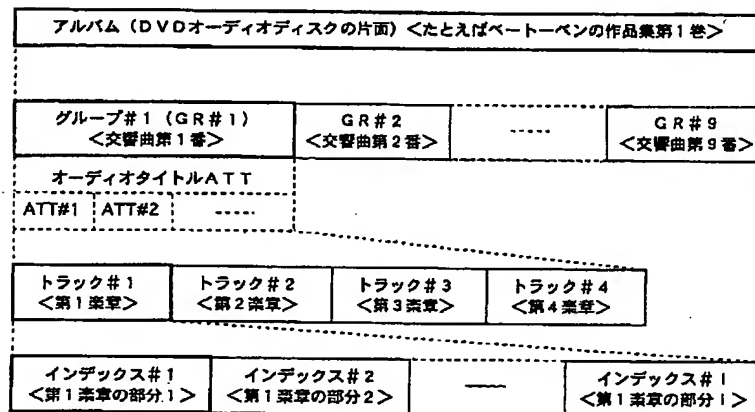 アルバム(DVDオーディオディスクの片面)<たとえばベートーベンの作品集第1巻>
グループ#1(GR#1) GR#2 ----- GR#9
<交響曲第1番> <交響曲第2番> <交響曲第9番>
オーディオタイトルATT
ATT#1 ATT#2 -----
トラック#1 トラック#2 トラック#3 トラック#4
<第1楽章> <第2楽章> <第3楽章> <第4楽章>
インデックス#1 インデックス#2 インデックス#I
<第1楽章の部分1> <第1楽章の部分2> <第1楽章の部分I>